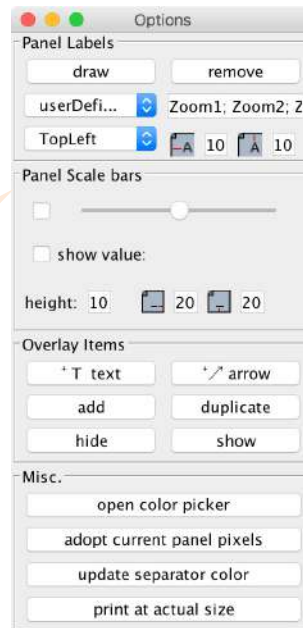 Options
Panel Labels
draw remove
userDefi... Zoom1; Zoom2; Z
TopLeft A 10 A 10
Panel Scale bars
show value:
height: 10 20 20
Overlay Items
+T text + arrow
add duplicate
hide show
Misc.
open color picker
adopt current panel pixels
update separator color
print at actual size